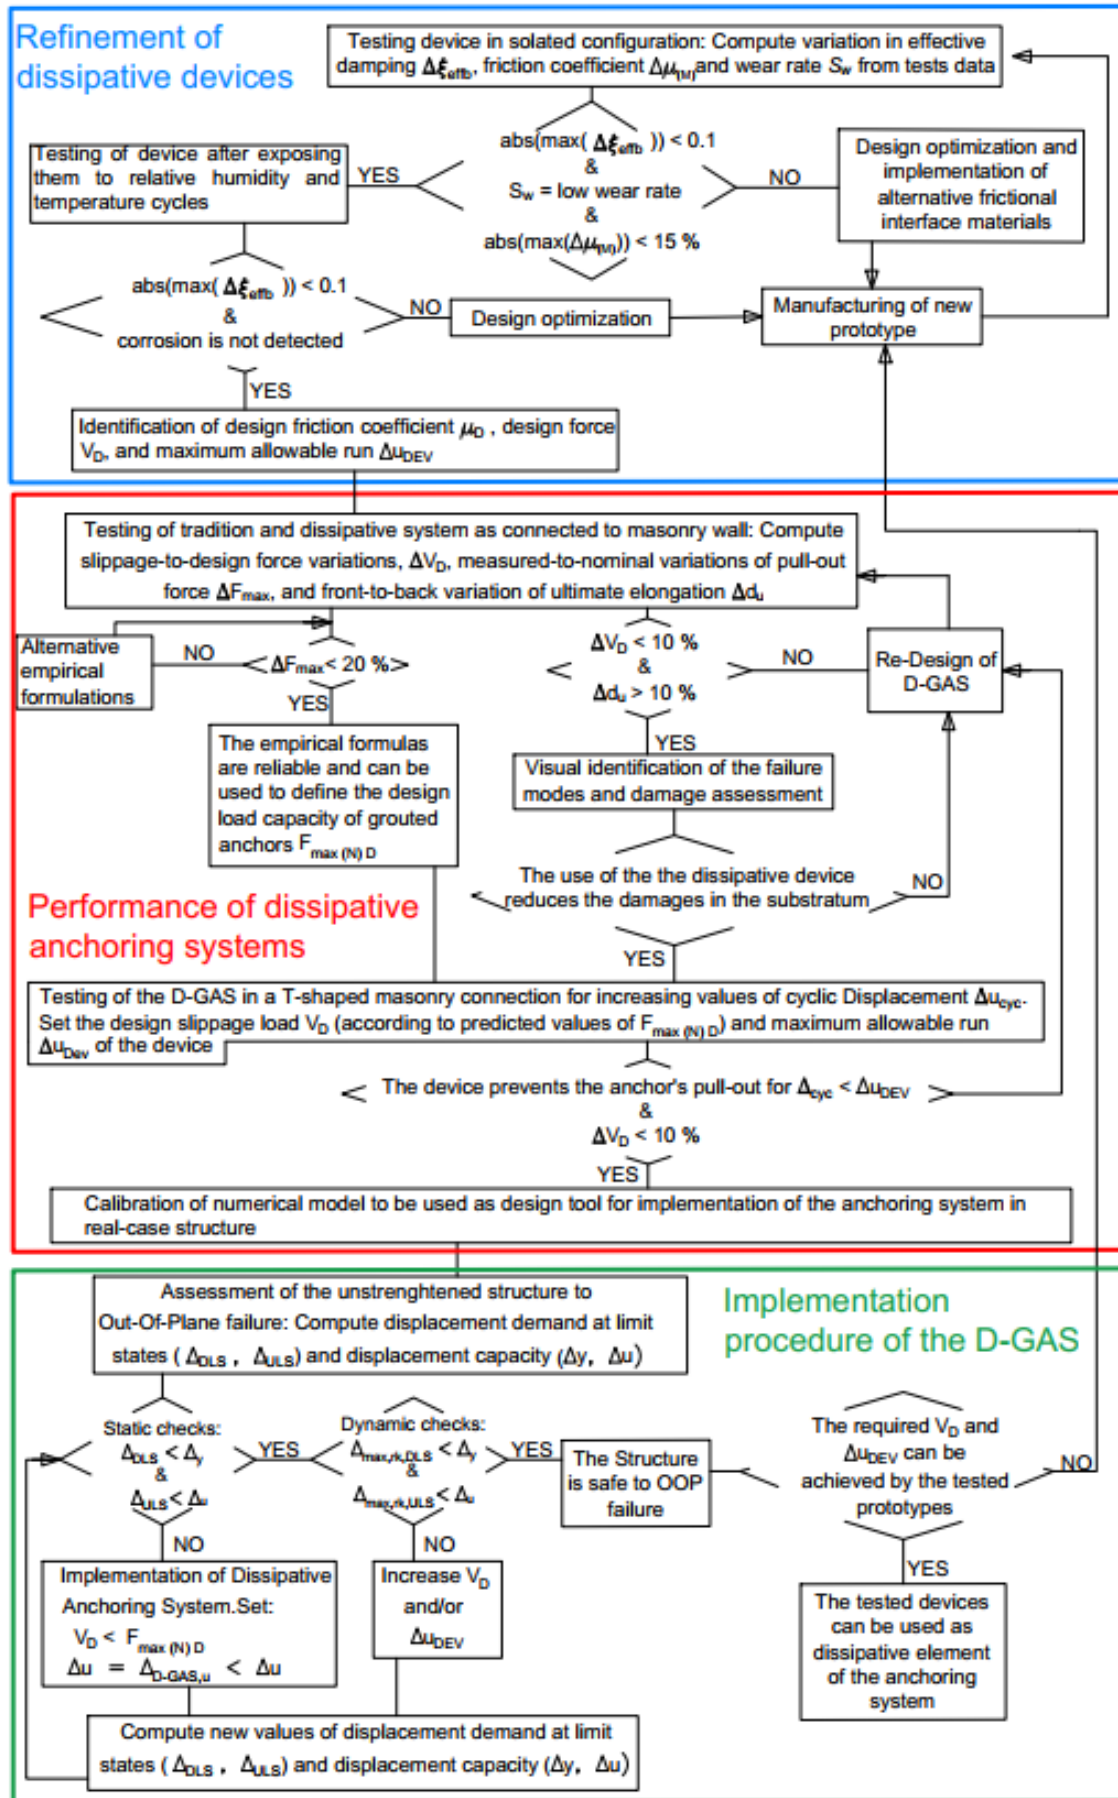 Refinement of
dissipative devices
Testing device in solated configuration: Compute variation in effective
damping Δξeffb, friction coefficient Δμ(M)and wear rate Sw from tests data
abs(max( Δξeffb )) < 0.1
&
Sw = low wear rate
&
abs(max(Δμ(M))) < 15 %
YES
NO
Testing of device after exposing
them to relative humidity and
temperature cycles
Design optimization and
implementation of
alternative frictional
interface materials
abs(max( Δξeffb )) < 0.1
&
corrosion is not detected
NO
Design optimization
Manufacturing of new
prototype
YES
Identification of design friction coefficient μD , design force
VD, and maximum allowable run ΔuDEV
Testing of tradition and dissipative system as connected to masonry wall: Compute
slippage-to-design force variations, ΔVD, measured-to-nominal variations of pull-out
force ΔFmax, and front-to-back variation of ultimate elongation Δdu
Alternative
empirical
formulations
NO
ΔFmax< 20 %
YES
ΔVD < 10 %
&
Δdu > 10 %
NO
Re-Design of
D-GAS
YES
The empirical formulas
are reliable and can be
used to define the design
load capacity of grouted
anchors Fmax (N) D
Visual identification of the failure
modes and damage assessment
The use of the the dissipative device
reduces the damages in the substratum
NO
YES
Performance of dissipative
anchoring systems
Testing of the D-GAS in a T-shaped masonry connection for increasing values of cyclic Displacement Δucyc.
Set the design slippage load VD (according to predicted values of Fmax (N) D) and maximum allowable run
ΔuDev of the device
The device prevents the anchor's pull-out for Δcyc < ΔuDEV
&
ΔVD < 10 %
YES
Calibration of numerical model to be used as design tool for implementation of the anchoring system in
real-case structure
Implementation
procedure of the D-GAS
Assessment of the unstrenghtened structure to
Out-Of-Plane failure: Compute displacement demand at limit
states ( ΔDLS , ΔULS) and displacement capacity (Δy, Δu)
Static checks:
ΔDLS < Δy
&
ΔULS < Δu
YES
Dynamic checks:
Δmax,rk,DLS < Δy
&
Δmax,rk,ULS < Δu
YES
The Structure
is safe to OOP
failure
The required VD and
ΔuDEV can be
achieved by the tested
prototypes
NO
NO
NO
YES
Implementation of Dissipative
Anchoring System.Set:
VD < Fmax (N) D
Δu = ΔD-GAS,u < Δu
Increase VD
and/or
ΔuDEV
The tested devices
can be used as
dissipative element
of the anchoring
system
Compute new values of displacement demand at limit
states ( ΔDLS , ΔULS) and displacement capacity (Δy, Δu)